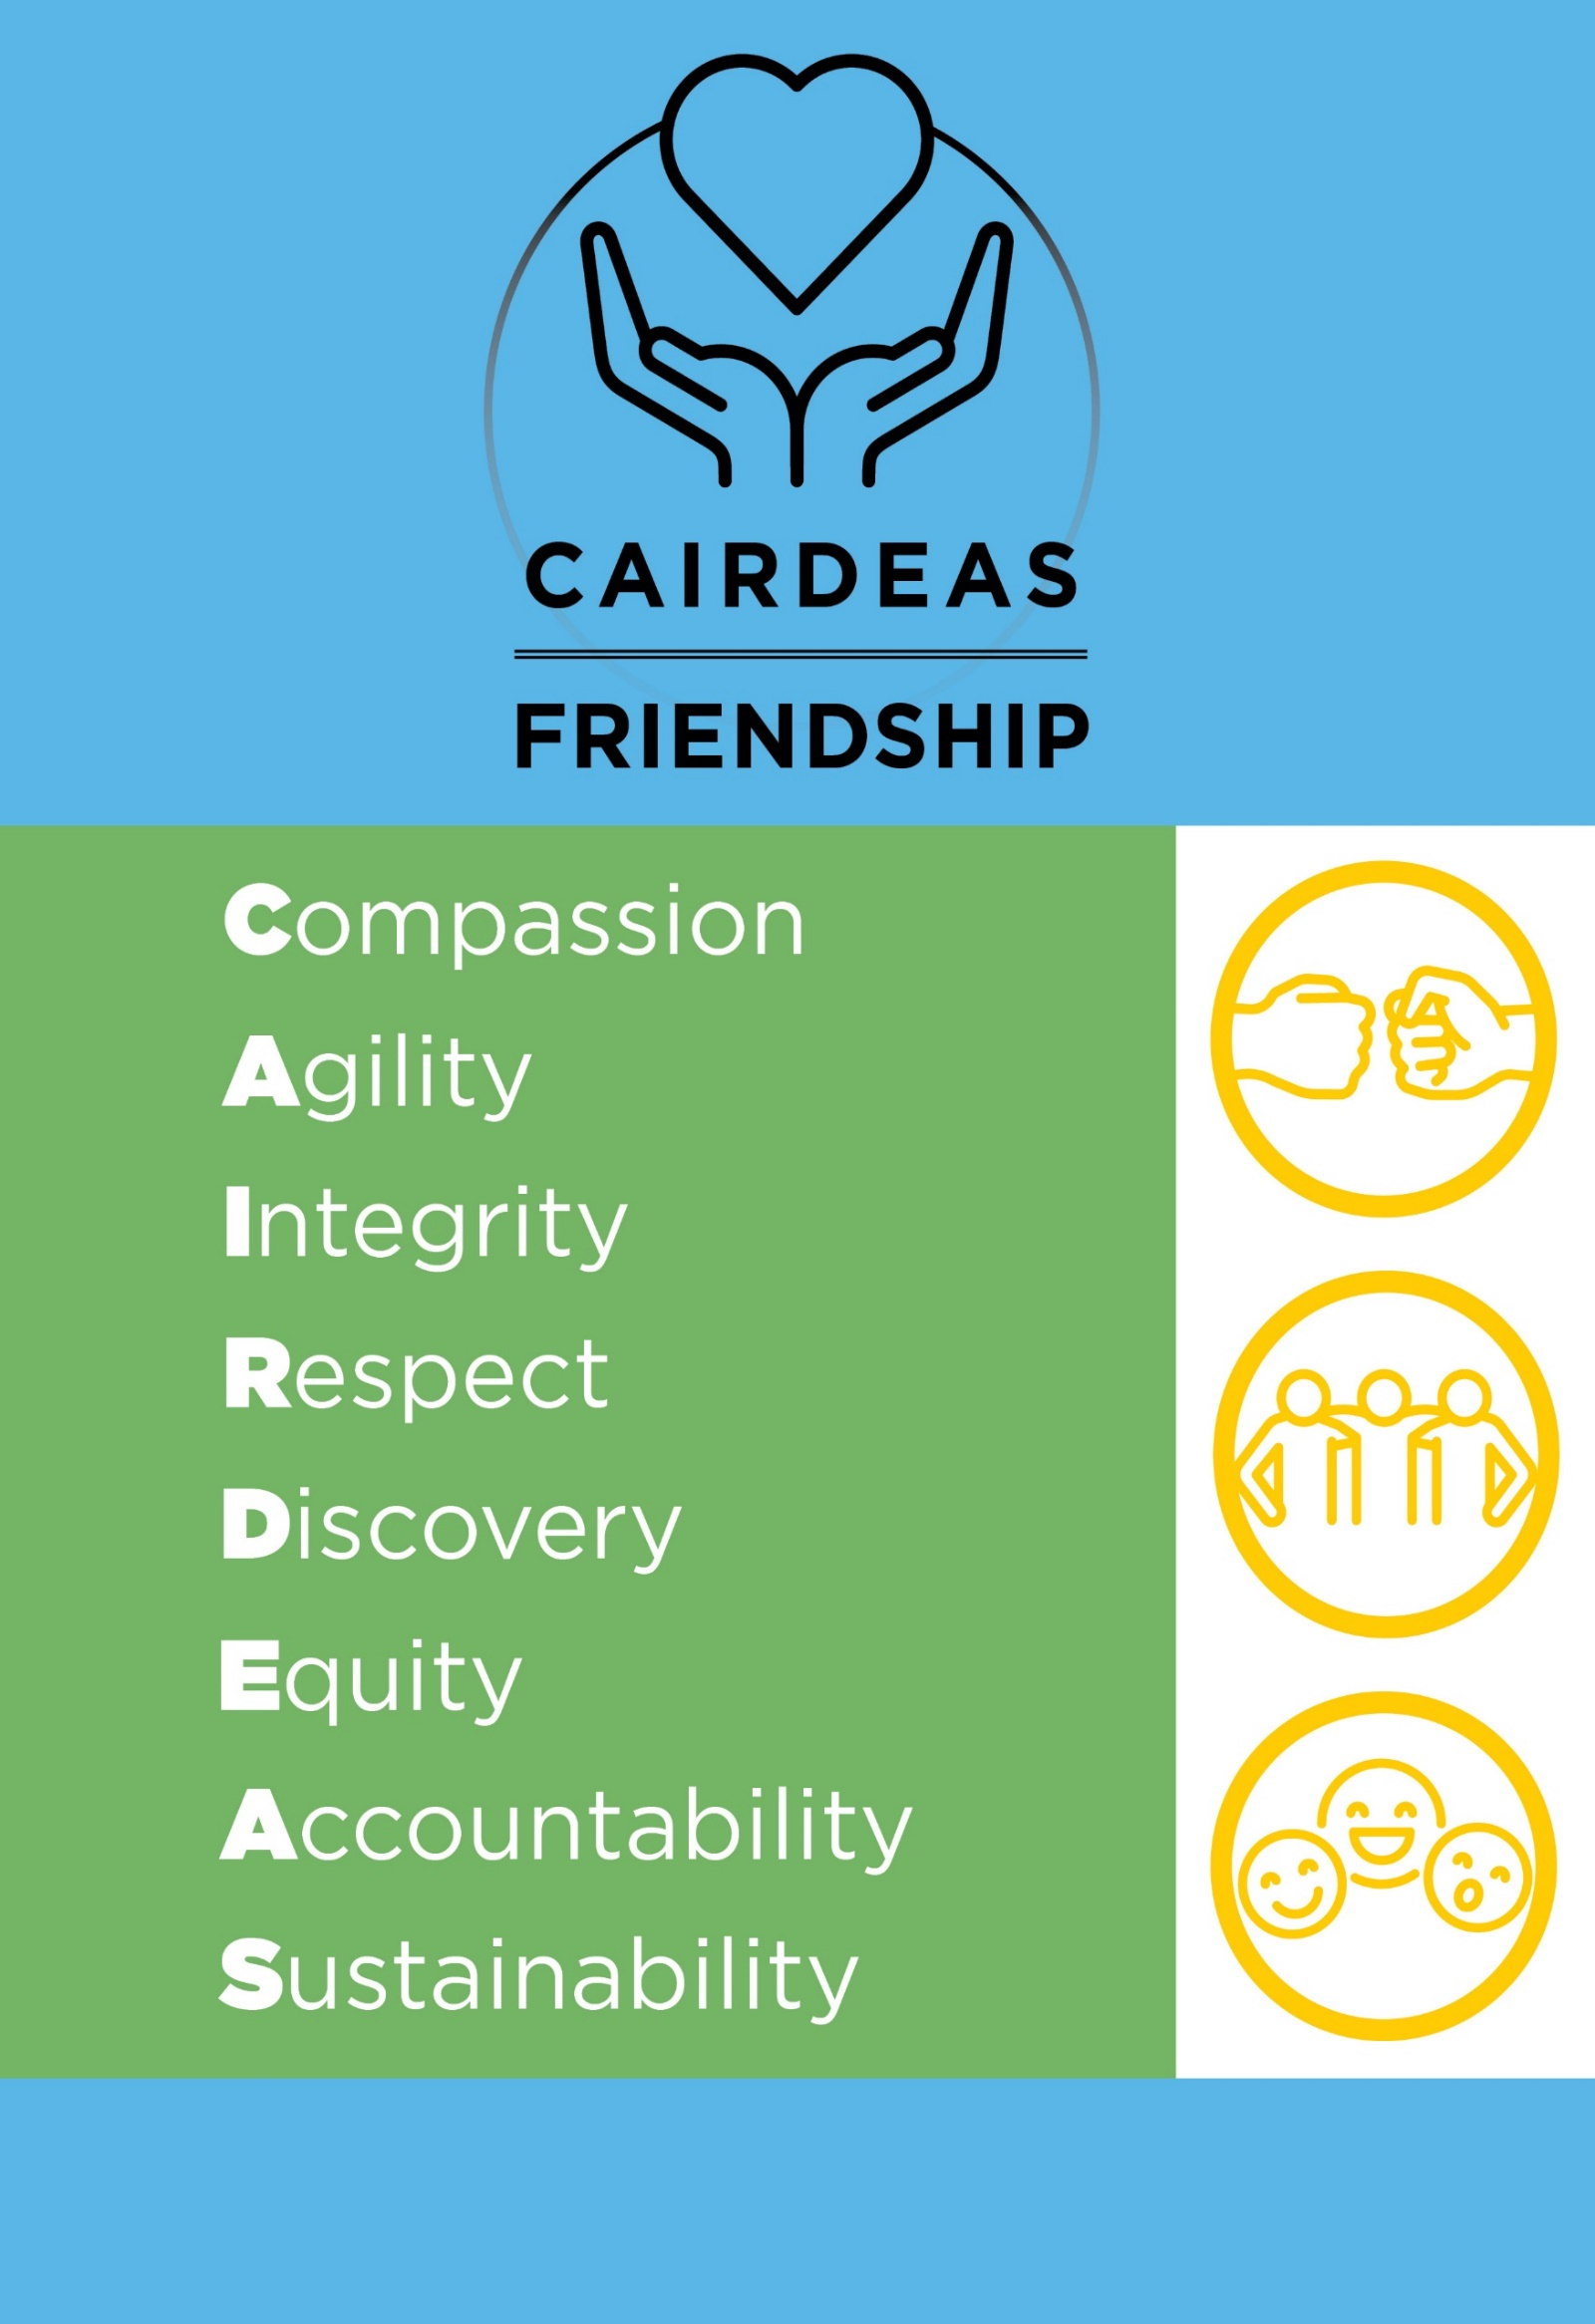 CAIRDEAS
FRIENDSHIP
Compassion
Agility
Integrity
Respect
Discovery
Equity
Accountability
Sustainability